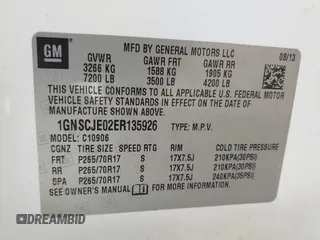 GM
MFD BY GENERAL MOTORS LLC
08/13
GVWR GAWR FRT GAWR RR
3266 KG 1588 KG 1905 KG
7200 LB 3500 LB 4200 LB
THIS VEHICLE CONFORMS TO ALL APPLICABLE U.S. FEDERAL MOTOR
VEHICLE SAFETY STANDARDS IN EFFECT ON THE DATE OF
MANUFACTURE SHOWN ABOVE.
1GNSCJE02ER135926 TYPE: M.P.V.
MODEL: C10906
CGNZ TIRE SIZE SPEED RTG RIM COLD TIRE PRESSURE
FRT P265/70R17 S 17X7.5J 210KPA(30PSI)
RR P265/70R17 S 17X7.5J 210KPA(30PSI)
SPA P265/70R17 S 17X7.5J 240KPA(35PSI)
SEE OWNER'S MANUAL FOR MORE INFORMATION.
© DREAMBID